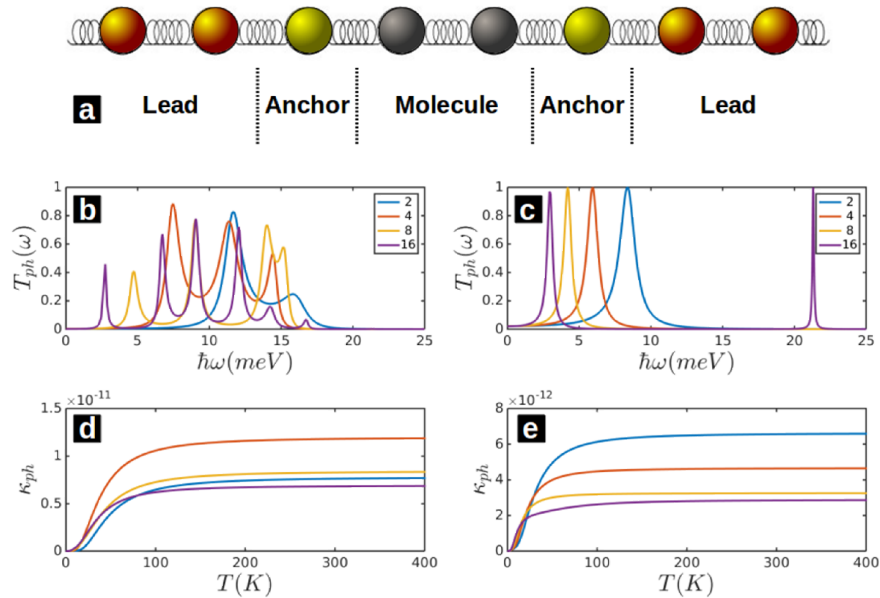 a Lead Anchor Molecule Anchor Lead
b
T_ph(ω)
1
0.8
0.6
0.4
0.2
0
0 5 10 15 20 25
ħω(meV)
2
4
8
16
c
T_ph(ω)
1
0.8
0.6
0.4
0.2
0
0 5 10 15 20 25
ħω(meV)
2
4
8
16
d
×10⁻¹¹
κ_ph
1.5
1
0.5
0
0 100 200 300 400
T(K)
e
×10⁻¹²
κ_ph
8
6
4
2
0
0 100 200 300 400
T(K)